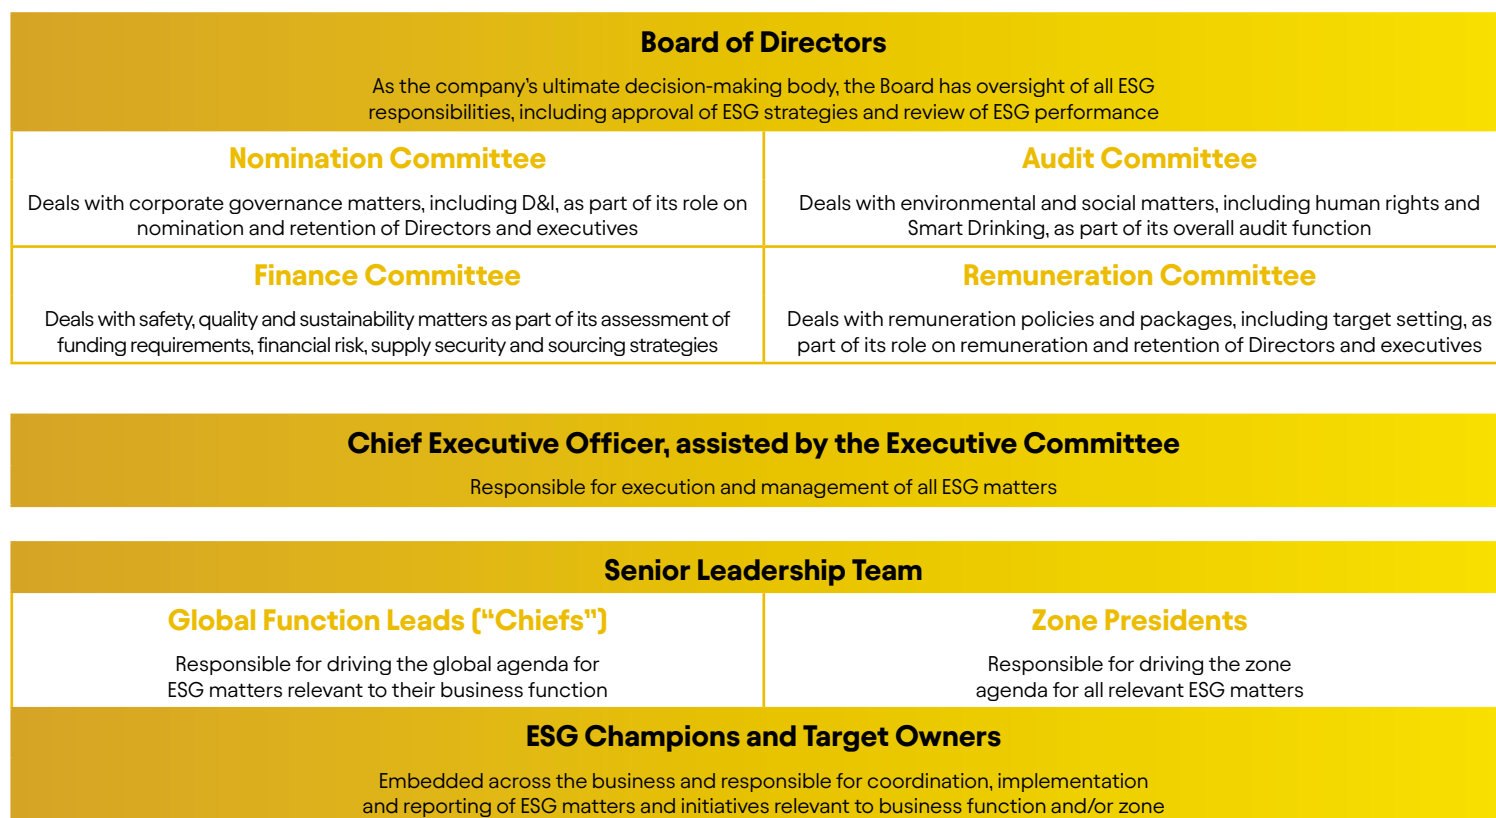 Board of Directors
As the company's ultimate decision-making body, the Board has oversight of all ESG
responsibilities, including approval of ESG strategies and review of ESG performance
Nomination Committee
Deals with corporate governance matters, including D&I, as part of its role on
nomination and retention of Directors and executives
Audit Committee
Deals with environmental and social matters, including human rights and
Smart Drinking, as part of its overall audit function
Finance Committee
Deals with safety, quality and sustainability matters as part of its assessment of
funding requirements, financial risk, supply security and sourcing strategies
Remuneration Committee
Deals with remuneration policies and packages, including target setting, as
part of its role on remuneration and retention of Directors and executives
Chief Executive Officer, assisted by the Executive Committee
Responsible for execution and management of all ESG matters
Senior Leadership Team
Global Function Leads (“Chiefs”)
Responsible for driving the global agenda for
ESG matters relevant to their business function
Zone Presidents
Responsible for driving the zone
agenda for all relevant ESG matters
ESG Champions and Target Owners
Embedded across the business and responsible for coordination, implementation
and reporting of ESG matters and initiatives relevant to business function and/or zone